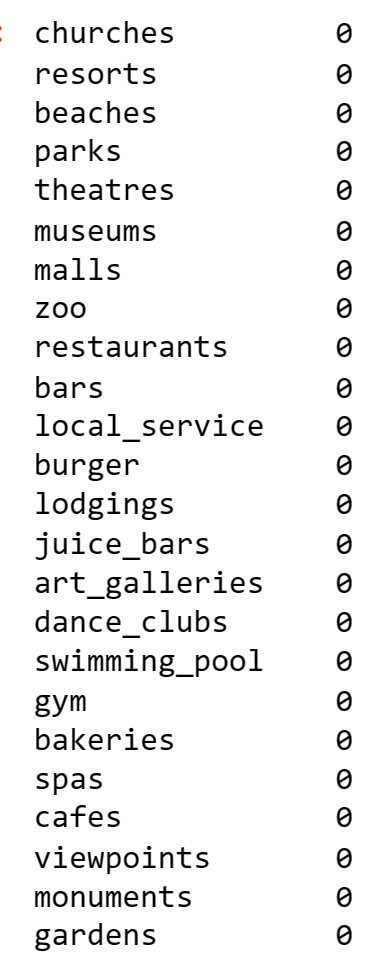 churches 0
resorts 0
beaches 0
parks 0
theatres 0
museums 0
malls 0
zoo 0
restaurants 0
bars 0
local_service 0
burger 0
lodgings 0
juice_bars 0
art_galleries 0
dance_clubs 0
swimming_pool 0
gym 0
bakeries 0
spas 0
cafes 0
viewpoints 0
monuments 0
gardens 0